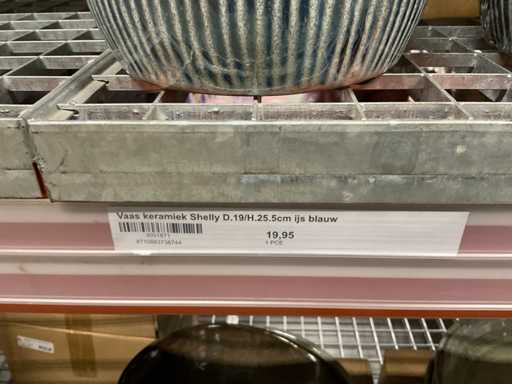 Vaas keramiek Shelly D.19/H.25.5cm ijs blauw
19,95
1 PCE